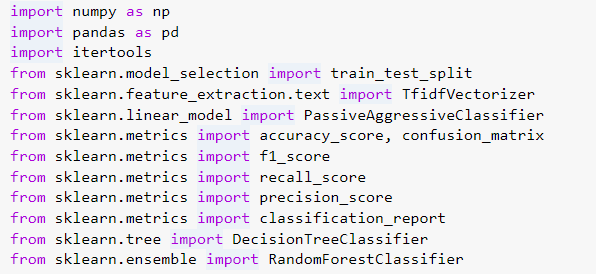 import numpy as np
import pandas as pd
import itertools
from sklearn.model_selection import train_test_split
from sklearn.feature_extraction.text import TfidfVectorizer
from sklearn.linear_model import PassiveAggressiveClassifier
from sklearn.metrics import accuracy_score, confusion_matrix
from sklearn.metrics import f1_score
from sklearn.metrics import recall_score
from sklearn.metrics import precision_score
from sklearn.metrics import classification_report
from sklearn.tree import DecisionTreeClassifier
from sklearn.ensemble import RandomForestClassifier